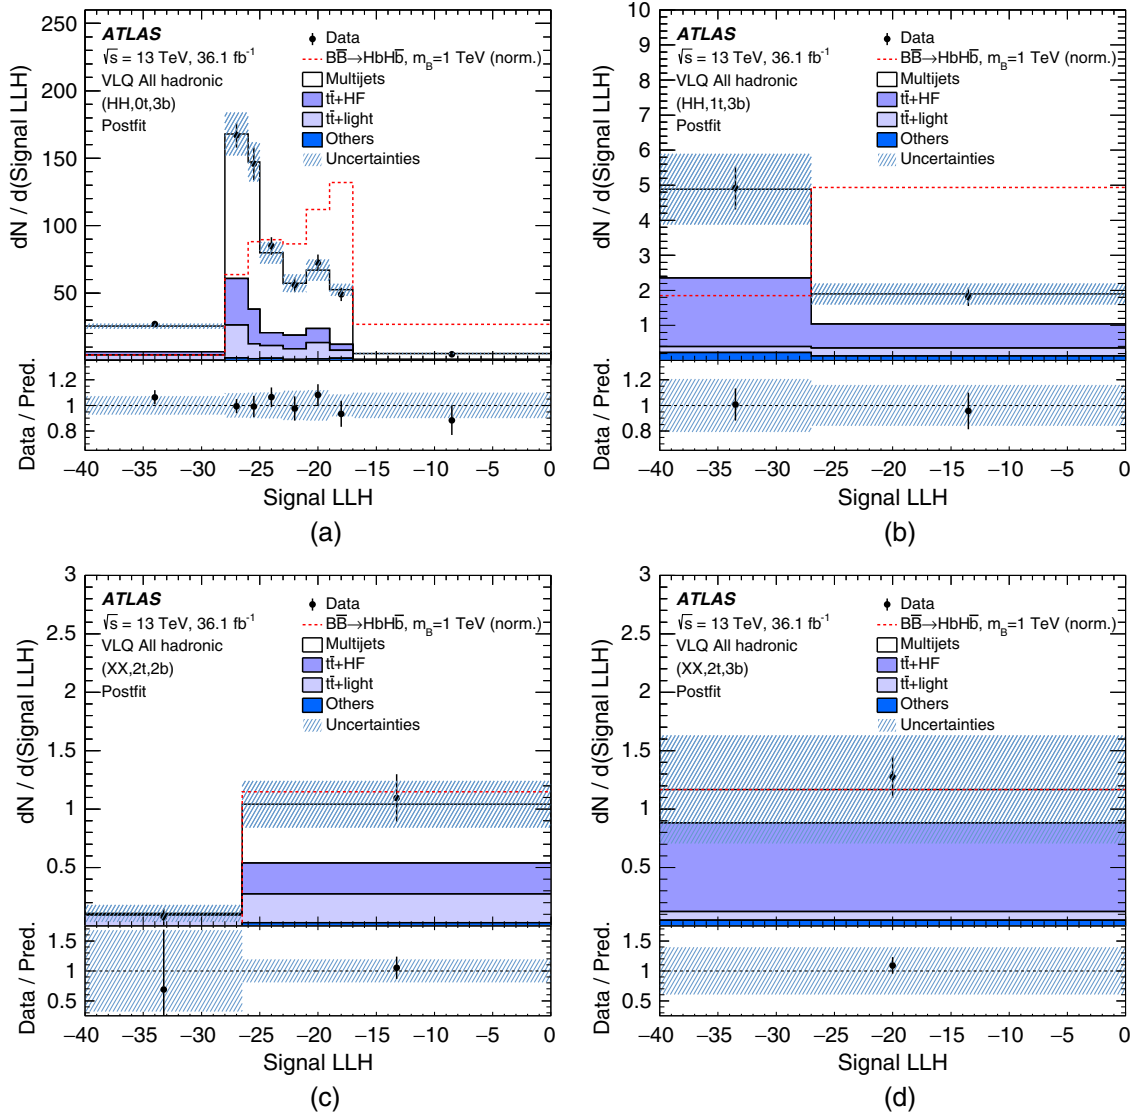 ATLAS
√s = 13 TeV, 36.1 fb⁻¹
VLQ All hadronic
(HH,0t,3b)
Postfit
Data
BB̅→HbHb̅, m_B=1 TeV (norm.)
Multijets
tt̅+HF
tt̅+light
Others
Uncertainties
dN / d(Signal LLH)
260
250
200
150
100
50
Data / Pred.
1.2
1
0.8
−40 −35 −30 −25 −20 −15 −10 −5 0
Signal LLH
(a)
ATLAS
√s = 13 TeV, 36.1 fb⁻¹
VLQ All hadronic
(HH,1t,3b)
Postfit
Data
BB̅→HbHb̅, m_B=1 TeV (norm.)
Multijets
tt̅+HF
tt̅+light
Others
Uncertainties
dN / d(Signal LLH)
10
9
8
7
6
5
4
3
2
1
Data / Pred.
1.2
1
0.8
−40 −35 −30 −25 −20 −15 −10 −5 0
Signal LLH
(b)
ATLAS
√s = 13 TeV, 36.1 fb⁻¹
VLQ All hadronic
(XX,2t,2b)
Postfit
Data
BB̅→HbHb̅, m_B=1 TeV (norm.)
Multijets
tt̅+HF
tt̅+light
Others
Uncertainties
dN / d(Signal LLH)
3
2.5
2
1.5
1
0.5
Data / Pred.
1.5
1
0.5
−40 −35 −30 −25 −20 −15 −10 −5 0
Signal LLH
(c)
ATLAS
√s = 13 TeV, 36.1 fb⁻¹
VLQ All hadronic
(XX,2t,3b)
Postfit
Data
BB̅→HbHb̅, m_B=1 TeV (norm.)
Multijets
tt̅+HF
tt̅+light
Others
Uncertainties
dN / d(Signal LLH)
3
2.5
2
1.5
1
0.5
Data / Pred.
1.5
1
0.5
−40 −35 −30 −25 −20 −15 −10 −5 0
Signal LLH
(d)